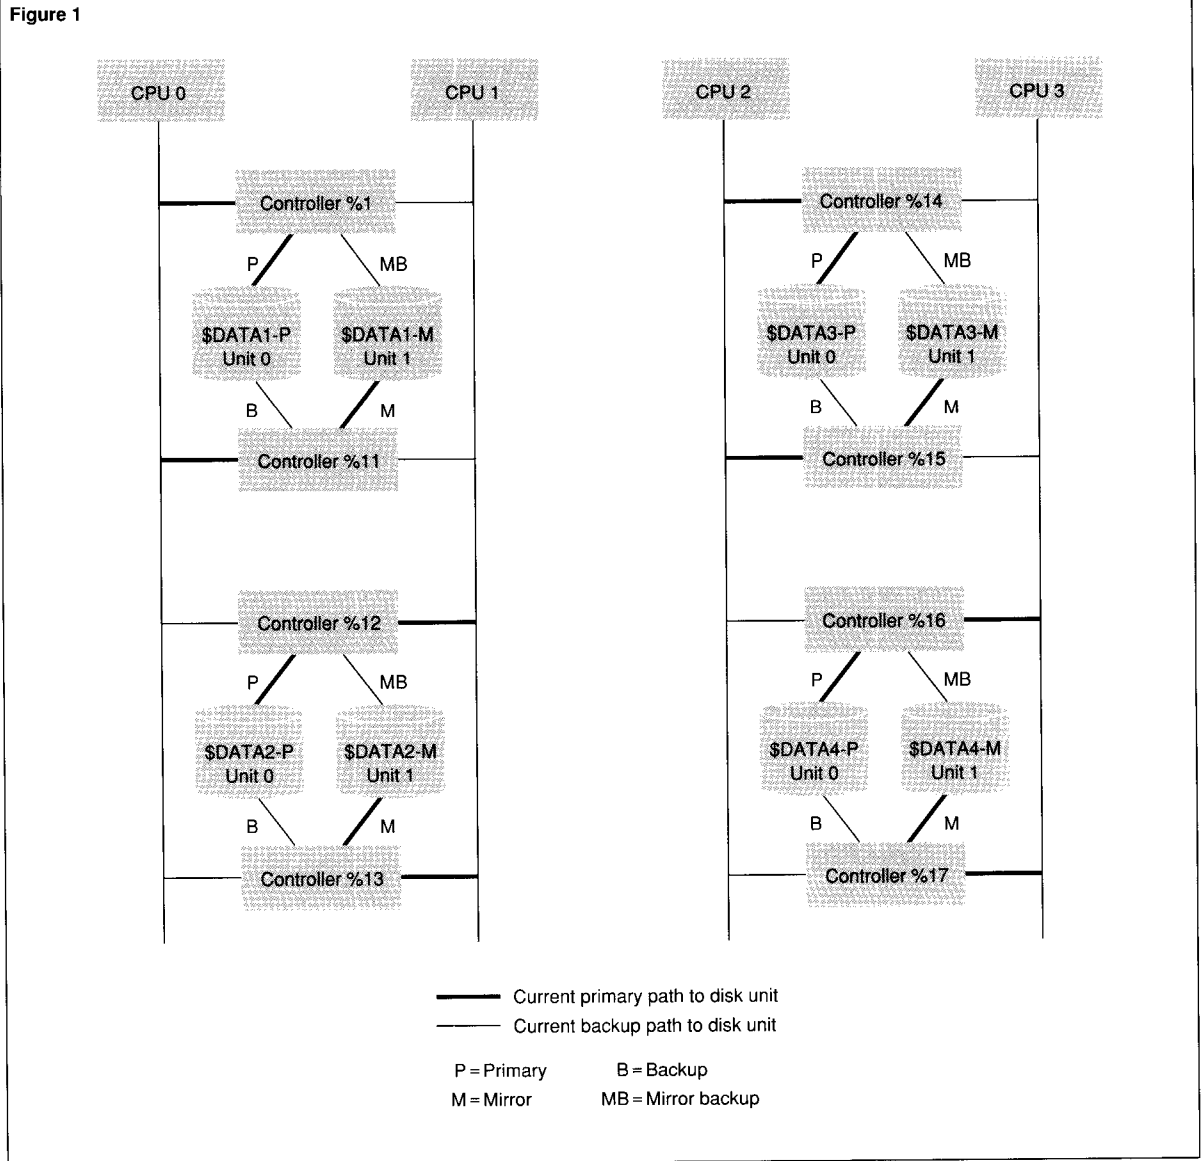 Figure 1
CPU 0
CPU 1
CPU 2
CPU 3
Controller %1
P
MB
$DATA1-P
Unit 0
$DATA1-M
Unit 1
B
M
Controller %11
Controller %12
P
MB
$DATA2-P
Unit 0
$DATA2-M
Unit 1
B
M
Controller %13
Controller %14
P
MB
$DATA3-P
Unit 0
$DATA3-M
Unit 1
B
M
Controller %15
Controller %16
P
MB
$DATA4-P
Unit 0
$DATA4-M
Unit 1
B
M
Controller %17
Current primary path to disk unit
Current backup path to disk unit
P = Primary
B = Backup
M = Mirror
MB = Mirror backup